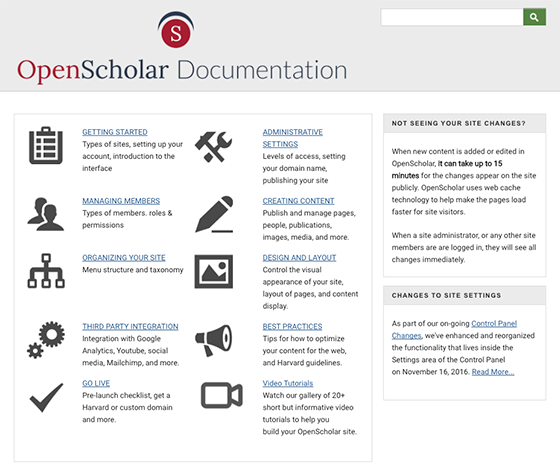 S
OpenScholar Documentation
GETTING STARTED
Types of sites, setting up your
account, introduction to the
interface
ADMINISTRATIVE
SETTINGS
Levels of access, setting
your domain name,
publishing your site
MANAGING MEMBERS
Types of members. roles &
permissions
CREATING CONTENT
Publish and manage pages,
people, publications,
images, media, and more.
ORGANIZING YOUR SITE
Menu structure and taxonomy
DESIGN AND LAYOUT
Control the visual
appearance of your site,
layout of pages, and content
display.
THIRD PARTY INTEGRATION
Integration with Google
Analytics, Youtube, social
media, Mailchimp, and more.
BEST PRACTICES
Tips for how to optimize
your content for the web,
and Harvard guidelines.
GO LIVE
Pre-launch checklist, get a
Harvard or custom domain
and more.
Video Tutorials
Watch our gallery of 20+
short but informative video
tutorials to help you
build your OpenScholar site.
NOT SEEING YOUR SITE CHANGES?
When new content is added or edited in
OpenScholar, it can take up to 15
minutes for the changes appear on the site
publicly. OpenScholar uses web cache
technology to help make the pages load
faster for site visitors.
When a site administrator, or any other site
members are are logged in, they will see all
changes immediately.
CHANGES TO SITE SETTINGS
As part of our on-going Control Panel
Changes, we've enhanced and reorganized
the functionality that lives inside the
Settings area of the Control Panel
on November 16, 2016. Read More...